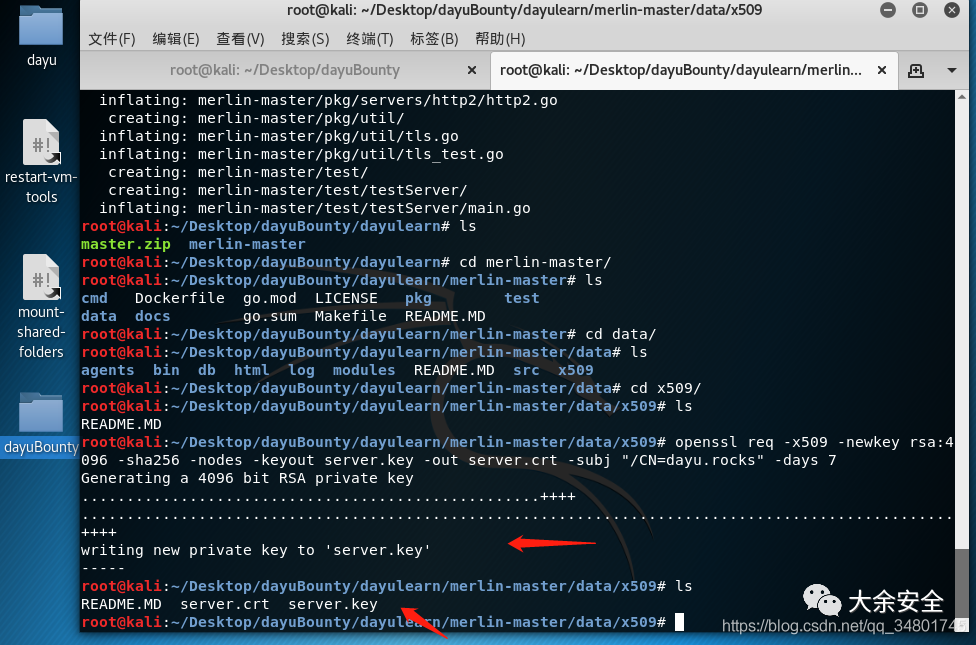 root@kali: ~/Desktop/dayuBounty/dayulearn/merlin-master/data/x509
文件(F) 编辑(E) 查看(V) 搜索(S) 终端(T) 标签(B) 帮助(H)
root@kali: ~/Desktop/dayuBounty
root@kali: ~/Desktop/dayuBounty/dayulearn/merlin...
dayu
#!
restart-vm-
tools
#!
mount-
shared-
folders
dayuBounty
inflating: merlin-master/pkg/servers/http2/http2.go
creating: merlin-master/pkg/util/
inflating: merlin-master/pkg/util/tls.go
inflating: merlin-master/pkg/util/tls_test.go
creating: merlin-master/test/
creating: merlin-master/test/testServer/
inflating: merlin-master/test/testServer/main.go
root@kali:~/Desktop/dayuBounty/dayulearn# ls
master.zip merlin-master
root@kali:~/Desktop/dayuBounty/dayulearn# cd merlin-master/
root@kali:~/Desktop/dayuBounty/dayulearn/merlin-master# ls
cmd Dockerfile go.mod LICENSE pkg test
data docs go.sum Makefile README.MD
root@kali:~/Desktop/dayuBounty/dayulearn/merlin-master# cd data/
root@kali:~/Desktop/dayuBounty/dayulearn/merlin-master/data# ls
agents bin db html log modules README.MD src x509
root@kali:~/Desktop/dayuBounty/dayulearn/merlin-master/data# cd x509/
root@kali:~/Desktop/dayuBounty/dayulearn/merlin-master/data/x509# ls
README.MD
root@kali:~/Desktop/dayuBounty/dayulearn/merlin-master/data/x509# openssl req -x509 -newkey rsa:4
096 -sha256 -nodes -keyout server.key -out server.crt -subj "/CN=dayu.rocks" -days 7
Generating a 4096 bit RSA private key
...................................................++++
................................................................................................
++++
writing new private key to 'server.key'
-----
root@kali:~/Desktop/dayuBounty/dayulearn/merlin-master/data/x509# ls
README.MD server.crt server.key
root@kali:~/Desktop/dayuBounty/dayulearn/merlin-master/data/x509#
大余安全